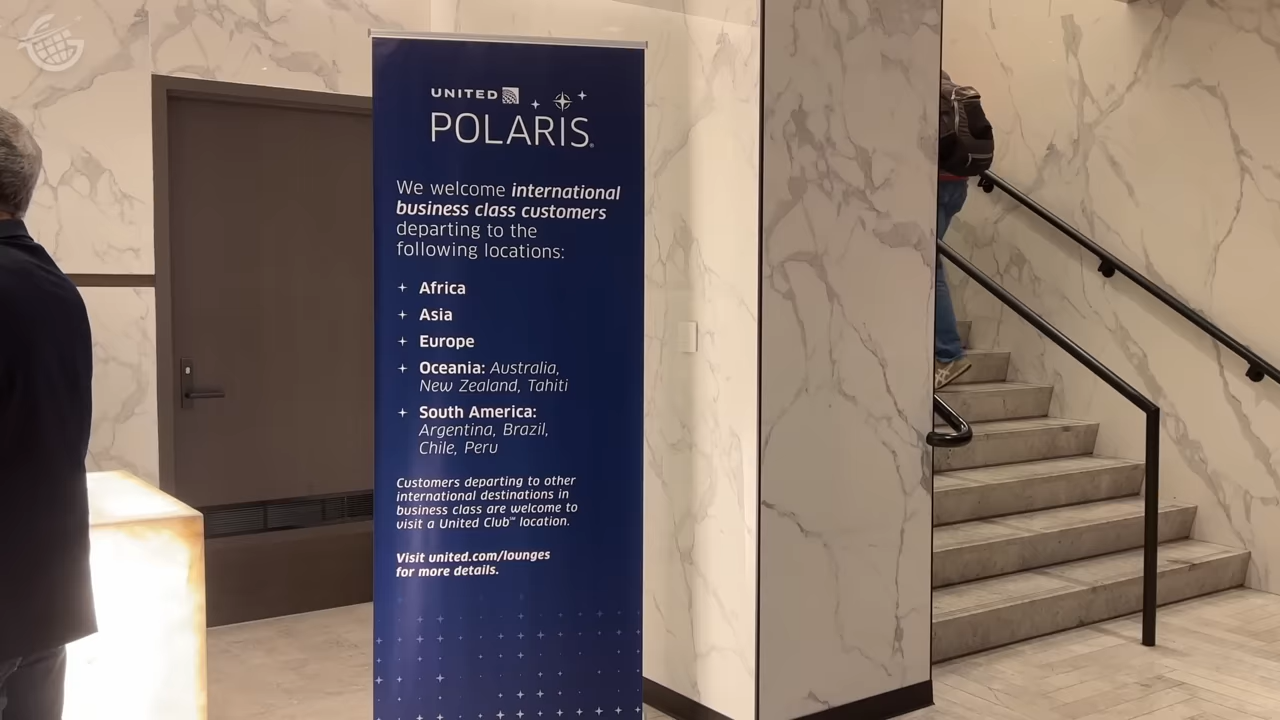 UNITED
POLARIS®
We welcome international
business class customers
departing to the
following locations:
Africa
Asia
Europe
Oceania: Australia,
New Zealand, Tahiti
South America:
Argentina, Brazil,
Chile, Peru
Customers departing to other
international destinations in
business class are welcome to
visit a United Club℠ location.
Visit united.com/lounges
for more details.